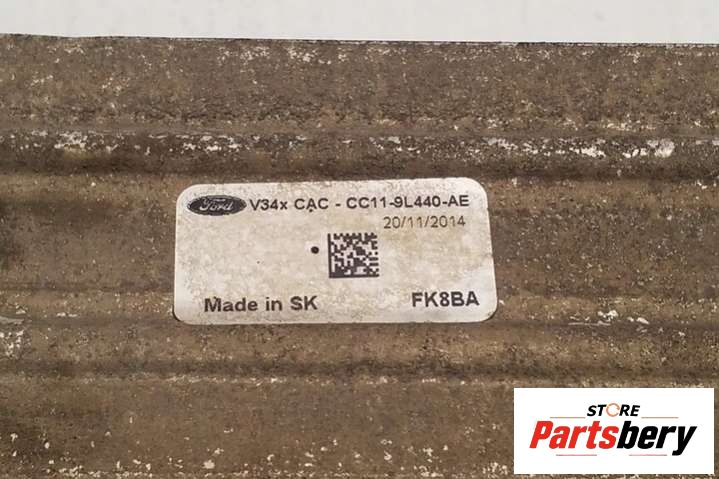 Ford V34x CAC - CC11-9L440-AE
20/11/2014
Made in SK FK8BA
STORE
Partsbery